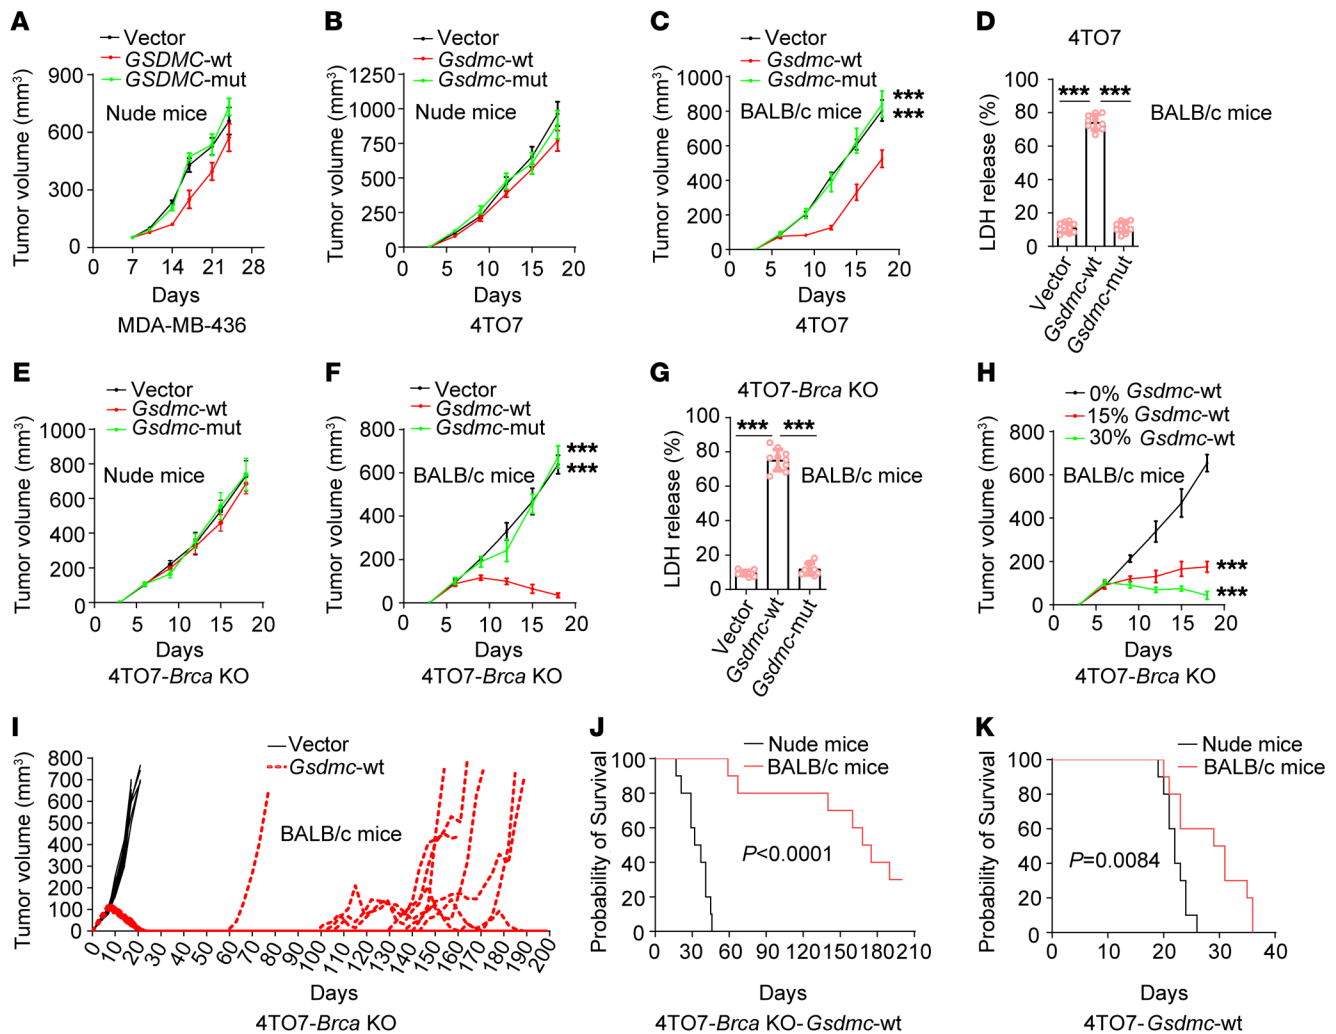 A
Vector
GSDMC-wt
GSDMC-mut
Nude mice
Tumor volume (mm³)
900
600
300
0
0 7 14 21 28
Days
MDA-MB-436
B
Vector
Gsdmc-wt
Gsdmc-mut
Nude mice
Tumor volume (mm³)
1250
1000
750
500
250
0
0 5 10 15 20
Days
4TO7
C
Vector
Gsdmc-wt
Gsdmc-mut
BALB/c mice
Tumor volume (mm³)
1000
800
600
400
200
0
0 5 10 15 20
***
***
Days
4TO7
D
4TO7
BALB/c mice
LDH release (%)
100
80
60
40
20
0
*** ***
Vector
Gsdmc-wt
Gsdmc-mut
E
Vector
Gsdmc-wt
Gsdmc-mut
Nude mice
Tumor volume (mm³)
1000
800
600
400
200
0
0 5 10 15 20
Days
4TO7-Brca KO
F
Vector
Gsdmc-wt
Gsdmc-mut
BALB/c mice
Tumor volume (mm³)
800
600
400
200
0
0 5 10 15 20
***
***
Days
4TO7-Brca KO
G
4TO7-Brca KO
BALB/c mice
LDH release (%)
100
80
60
40
20
0
*** ***
Vector
Gsdmc-wt
Gsdmc-mut
H
0% Gsdmc-wt
15% Gsdmc-wt
30% Gsdmc-wt
BALB/c mice
Tumor volume (mm³)
800
600
400
200
0
0 5 10 15 20
***
***
Days
4TO7-Brca KO
I
Vector
Gsdmc-wt
BALB/c mice
Tumor volume (mm³)
800
700
600
500
400
300
200
100
0
0 10 20 30 40 50 60 70 80 90 100 110 120 130 140 150 160 170 180 190 200
Days
4TO7-Brca KO
J
Nude mice
BALB/c mice
Probability of Survival
100
80
60
40
20
0
P<0.0001
0 30 60 90 120 150 180 210
Days
4TO7-Brca KO-Gsdmc-wt
K
Nude mice
BALB/c mice
Probability of Survival
100
80
60
40
20
0
P=0.0084
0 10 20 30 40
Days
4TO7-Gsdmc-wt